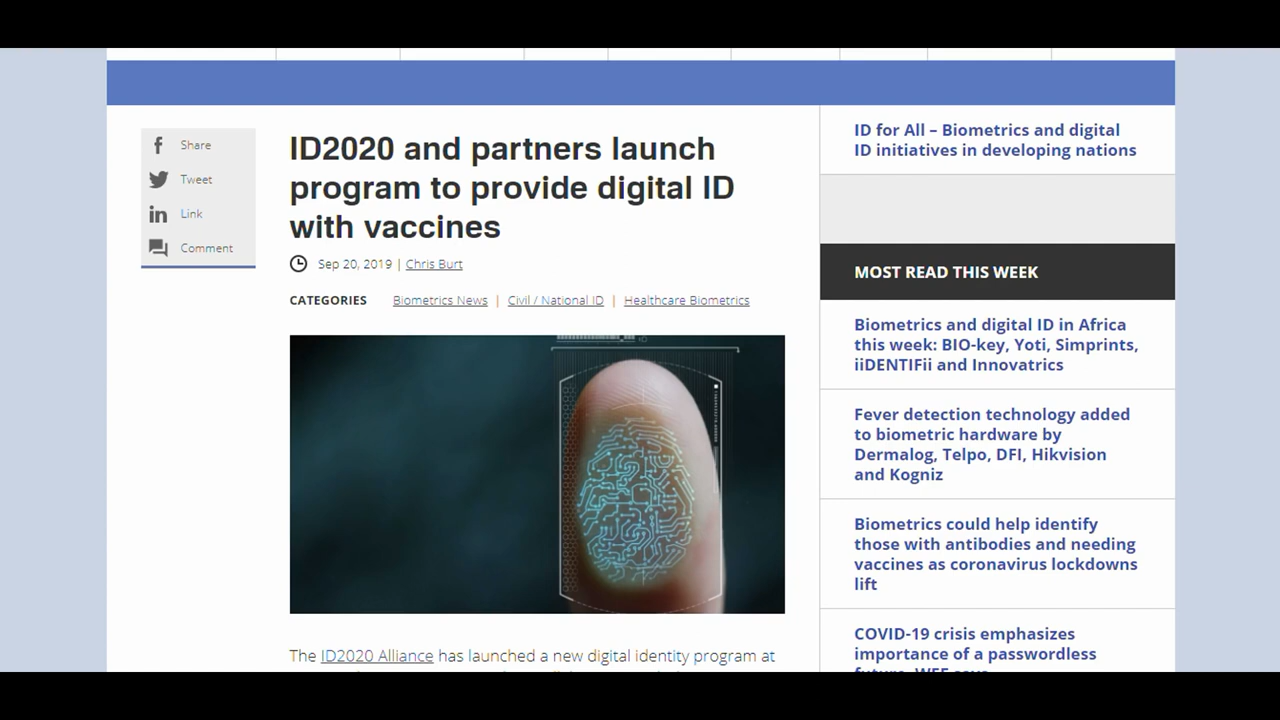 Share
Tweet
Link
Comment
ID2020 and partners launch
program to provide digital ID
with vaccines
Sep 20, 2019 | Chris Burt
CATEGORIES Biometrics News | Civil / National ID | Healthcare Biometrics
The ID2020 Alliance has launched a new digital identity program at
ID for All – Biometrics and digital
ID initiatives in developing nations
MOST READ THIS WEEK
Biometrics and digital ID in Africa
this week: BIO-key, Yoti, Simprints,
iiDENTIFii and Innovatrics
Fever detection technology added
to biometric hardware by
Dermalog, Telpo, DFI, Hikvision
and Kogniz
Biometrics could help identify
those with antibodies and needing
vaccines as coronavirus lockdowns
lift
COVID-19 crisis emphasizes
importance of a passwordless